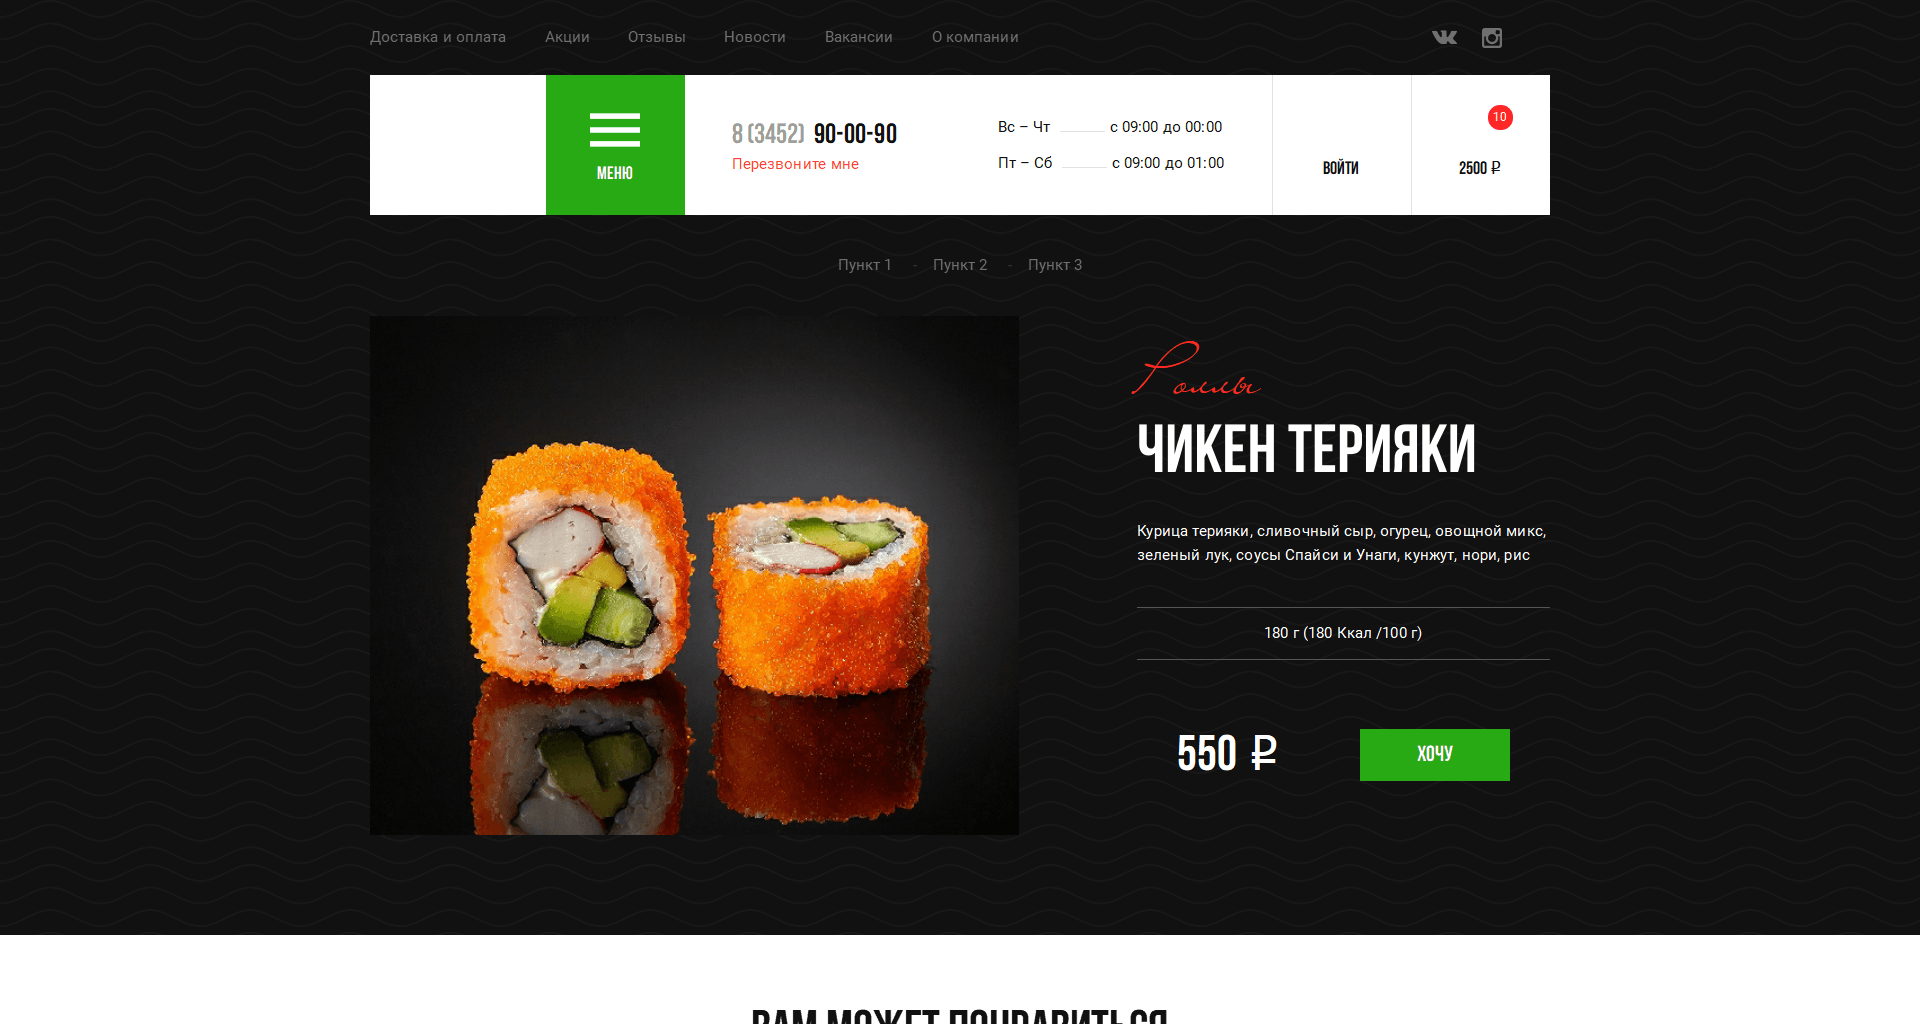 Доставка и оплата Акции Отзывы Новости Вакансии О компании
МЕНЮ
8 (3452) 90-00-90
Перезвоните мне
Вс – Чт с 09:00 до 00:00
Пт – Сб с 09:00 до 01:00
ВОЙТИ
10
2500 ₽
Пункт 1 - Пункт 2 - Пункт 3
Роллы
ЧИКЕН ТЕРИЯКИ
Курица терияки, сливочный сыр, огурец, овощной микс,
зеленый лук, соусы Спайси и Унаги, кунжут, нори, рис
180 г (180 Ккал /100 г)
550 ₽
ХОЧУ
ВАМ МОЖЕТ ПОНРАВИТЬСЯ